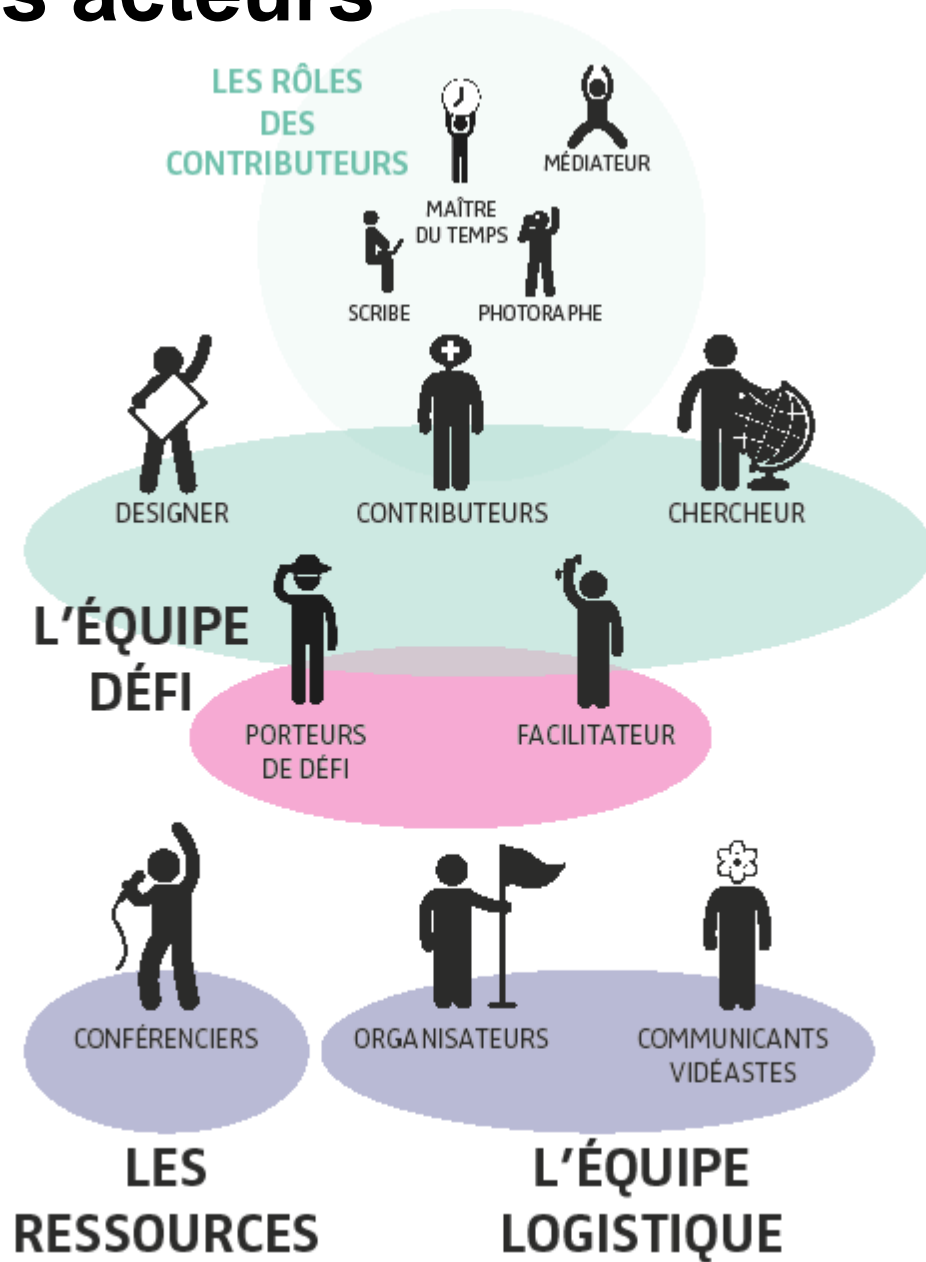 s acteurs
LES RÔLES
DES
CONTRIBUTEURS
MÉDIATEUR
MAÎTRE
DU TEMPS
SCRIBE
PHOTORAPHE
DESIGNER
CONTRIBUTEURS
CHERCHEUR
L'ÉQUIPE
DÉFI
PORTEURS
DE DÉFI
FACILITATEUR
CONFÉRENCIERS
ORGANISATEURS
COMMUNICANTS
VIDÉASTES
LES
RESSOURCES
L'ÉQUIPE
LOGISTIQUE